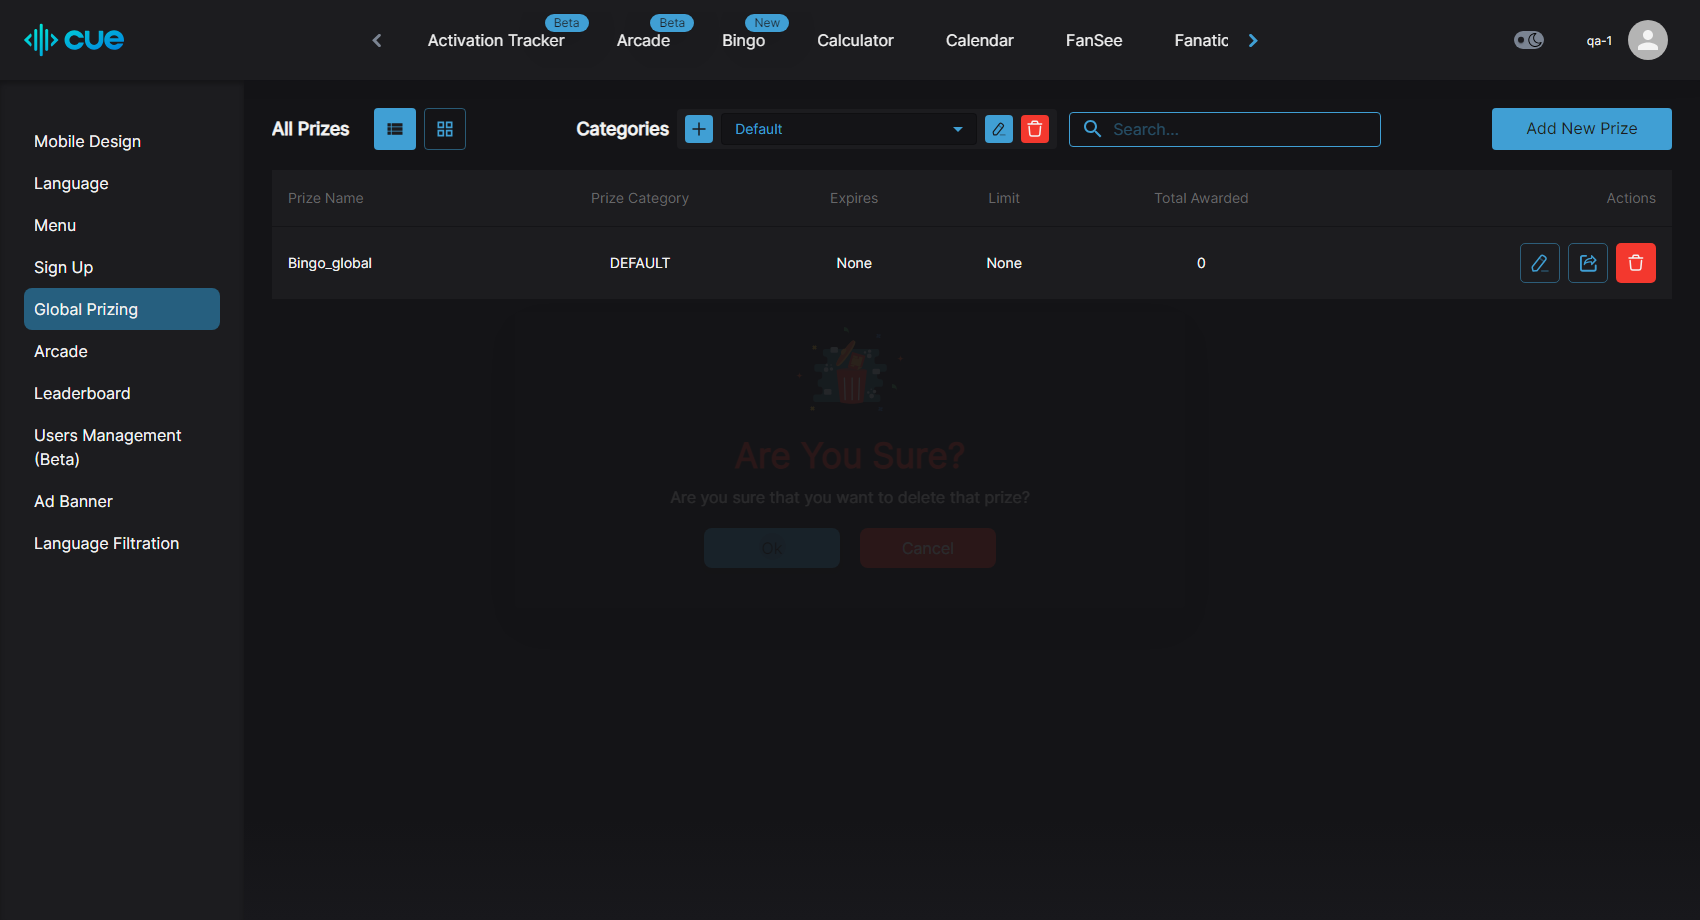 cue
Activation Tracker
Beta
Arcade
Beta
Bingo
New
Calculator
Calendar
FanSee
Fanatic
qa-1
Mobile Design
Language
Menu
Sign Up
Global Prizing
Arcade
Leaderboard
Users Management
(Beta)
Ad Banner
Language Filtration
All Prizes
Categories
Default
Search...
Add New Prize
Prize Name
Prize Category
Expires
Limit
Total Awarded
Actions
Bingo_global
DEFAULT
None
None
0
Are You Sure?
Are you sure that you want to delete that prize?
Ok
Cancel